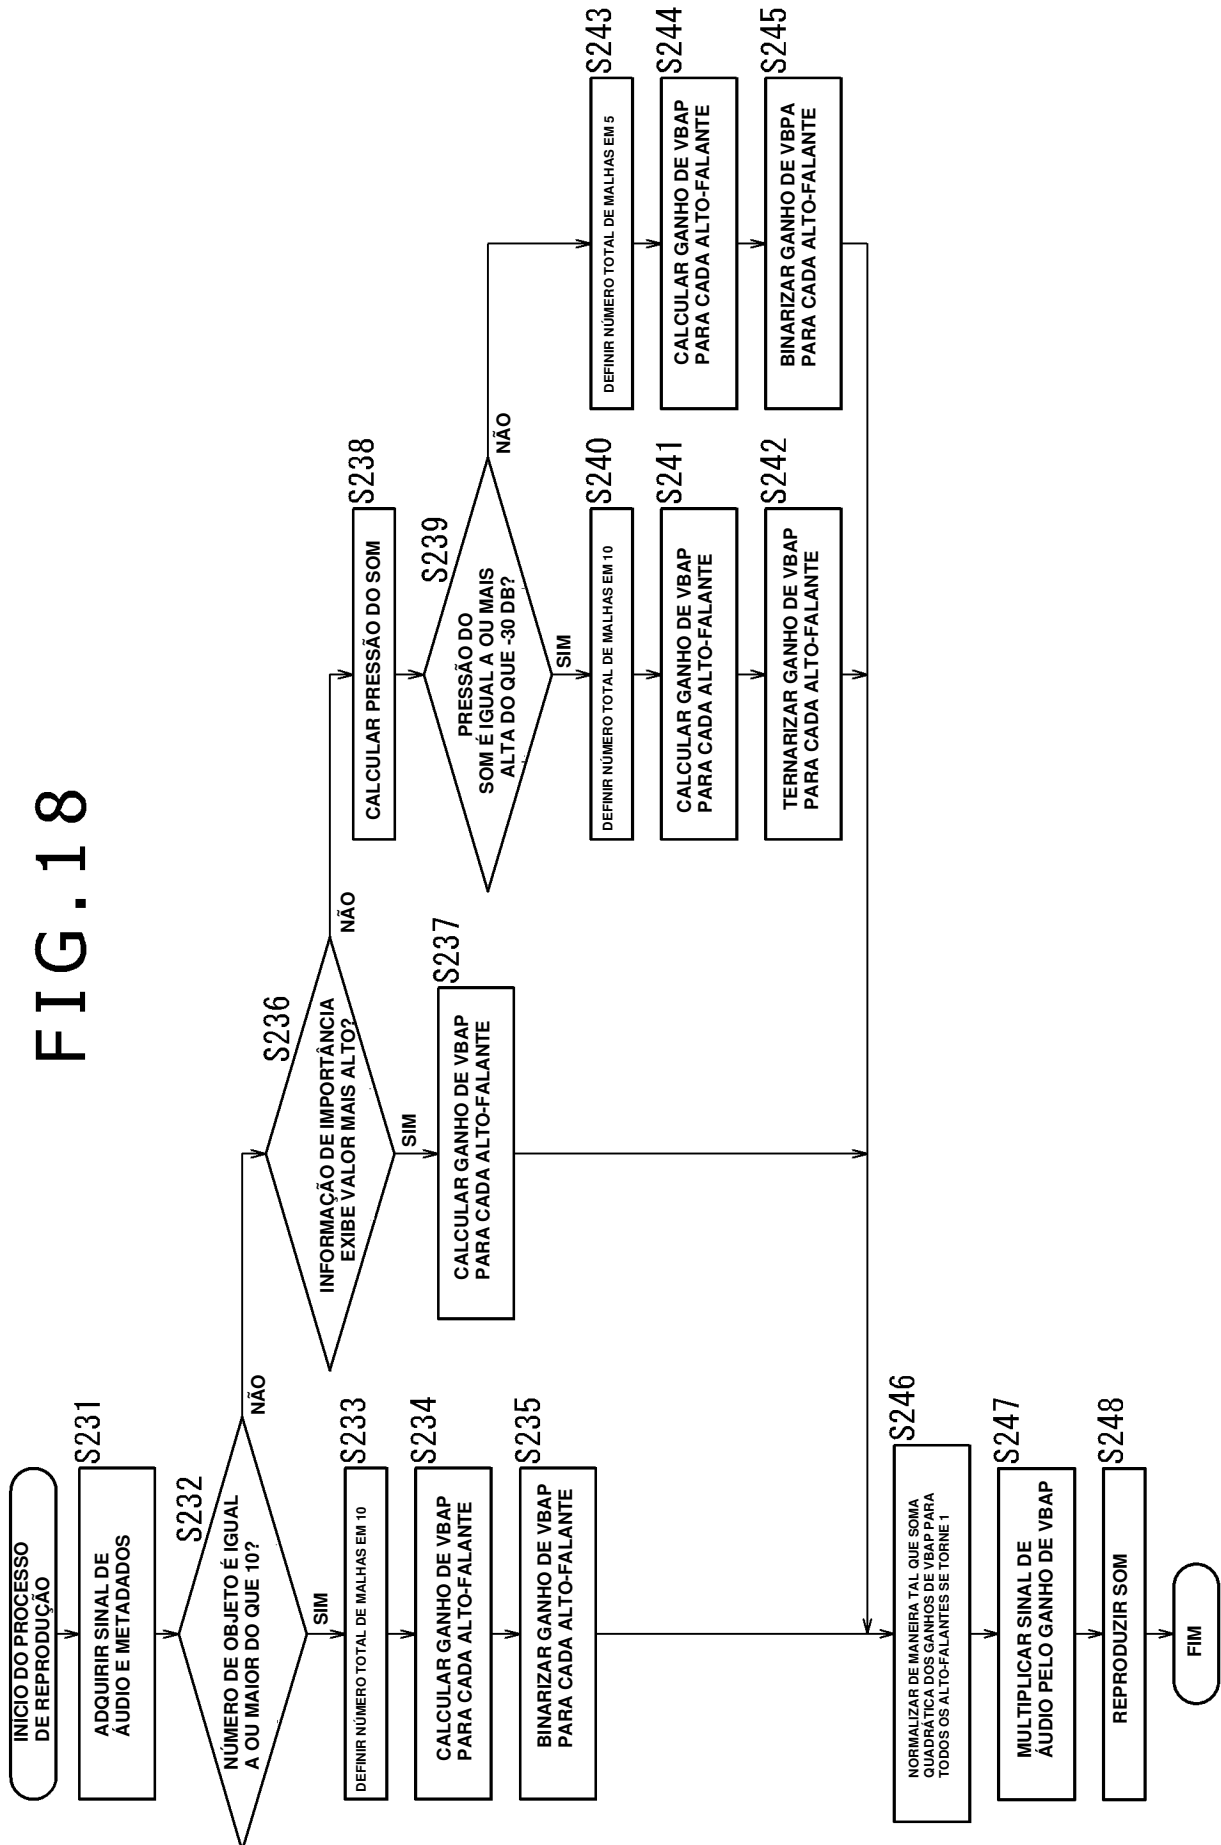 FIG.18
INÍCIO DO PROCESSO
DE REPRODUÇÃO
S231
ADQUIRIR SINAL DE
ÁUDIO E METADADOS
S232
NÚMERO DE OBJETO É IGUAL
A OU MAIOR DO QUE 10?
NÃO
SIM
S233
DEFINIR NÚMERO TOTAL DE MALHAS EM 10
S234
CALCULAR GANHO DE VBAP
PARA CADA ALTO-FALANTE
S235
BINARIZAR GANHO DE VBAP
PARA CADA ALTO-FALANTE
S236
INFORMAÇÃO DE IMPORTÂNCIA
EXIBE VALOR MAIS ALTO?
NÃO
SIM
S237
CALCULAR GANHO DE VBAP
PARA CADA ALTO-FALANTE
S238
CALCULAR PRESSÃO DO SOM
S239
PRESSÃO DO
SOM É IGUAL A OU MAIS
ALTA DO QUE -30 DB?
NÃO
SIM
S240
DEFINIR NÚMERO TOTAL DE MALHAS EM 10
S241
CALCULAR GANHO DE VBAP
PARA CADA ALTO-FALANTE
S242
TERNARIZAR GANHO DE VBAP
PARA CADA ALTO-FALANTE
S243
DEFINIR NÚMERO TOTAL DE MALHAS EM 5
S244
CALCULAR GANHO DE VBAP
PARA CADA ALTO-FALANTE
S245
BINARIZAR GANHO DE VBPA
PARA CADA ALTO-FALANTE
S246
NORMALIZAR DE MANEIRA TAL QUE SOMA
QUADRÁTICA DOS GANHOS DE VBAP PARA
TODOS OS ALTO-FALANTES SE TORNE 1
S247
MULTIPLICAR SINAL DE
ÁUDIO PELO GANHO DE VBAP
S248
REPRODUZIR SOM
FIM